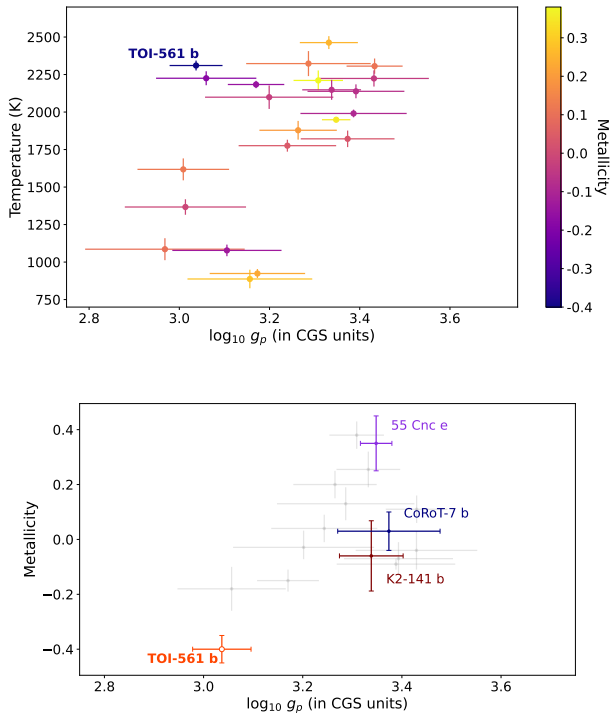 2500
2250
2000
1750
1500
1250
1000
750
Temperature (K)
TOI-561 b
2.8 3.0 3.2 3.4 3.6
log₁₀ gₚ (in CGS units)
0.3
0.2
0.1
0.0
-0.1
-0.2
-0.3
-0.4
Metallicity
0.4
0.2
0.0
−0.2
−0.4
Metallicity
55 Cnc e
CoRoT-7 b
K2-141 b
TOI-561 b
2.8 3.0 3.2 3.4 3.6
log₁₀ gₚ (in CGS units)